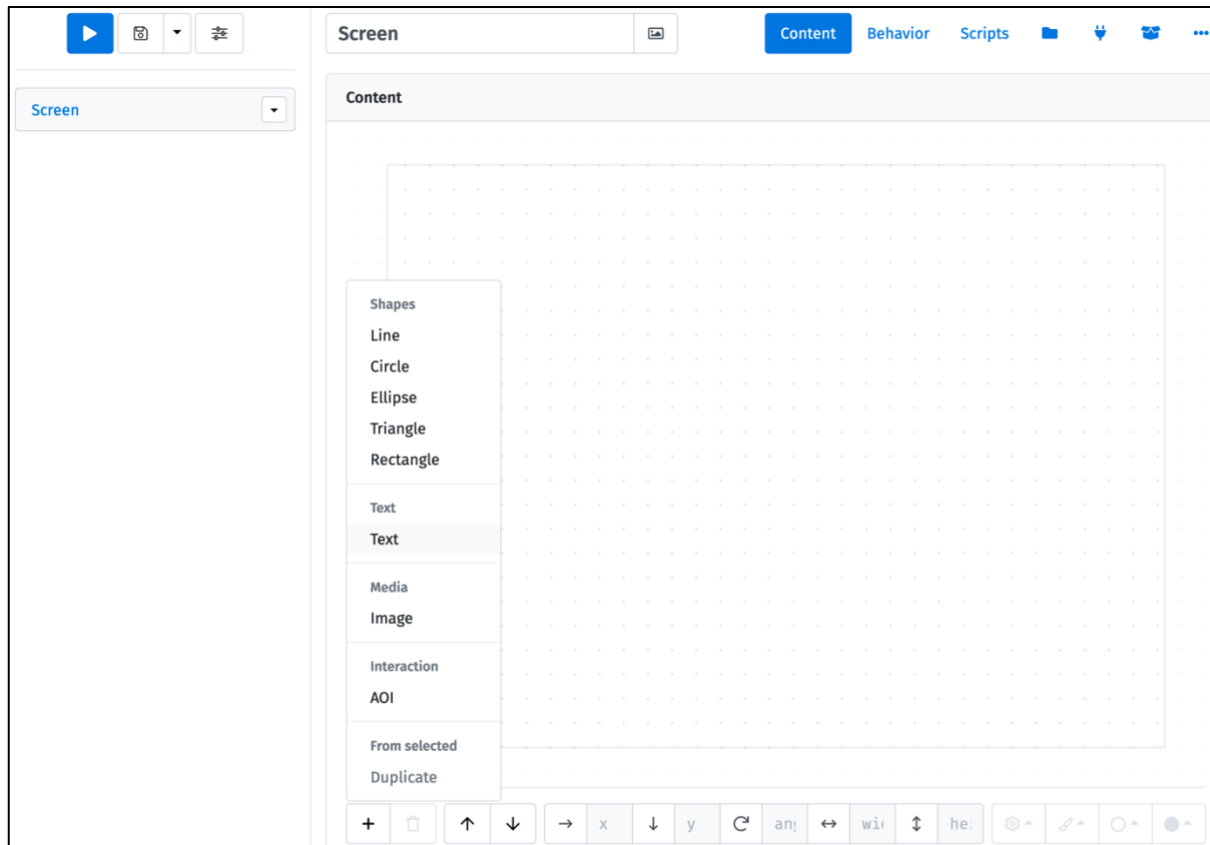 Screen
Content
Behavior
Scripts
Screen
Content
Shapes
Line
Circle
Ellipse
Triangle
Rectangle
Text
Text
Media
Image
Interaction
AOI
From selected
Duplicate
x
y